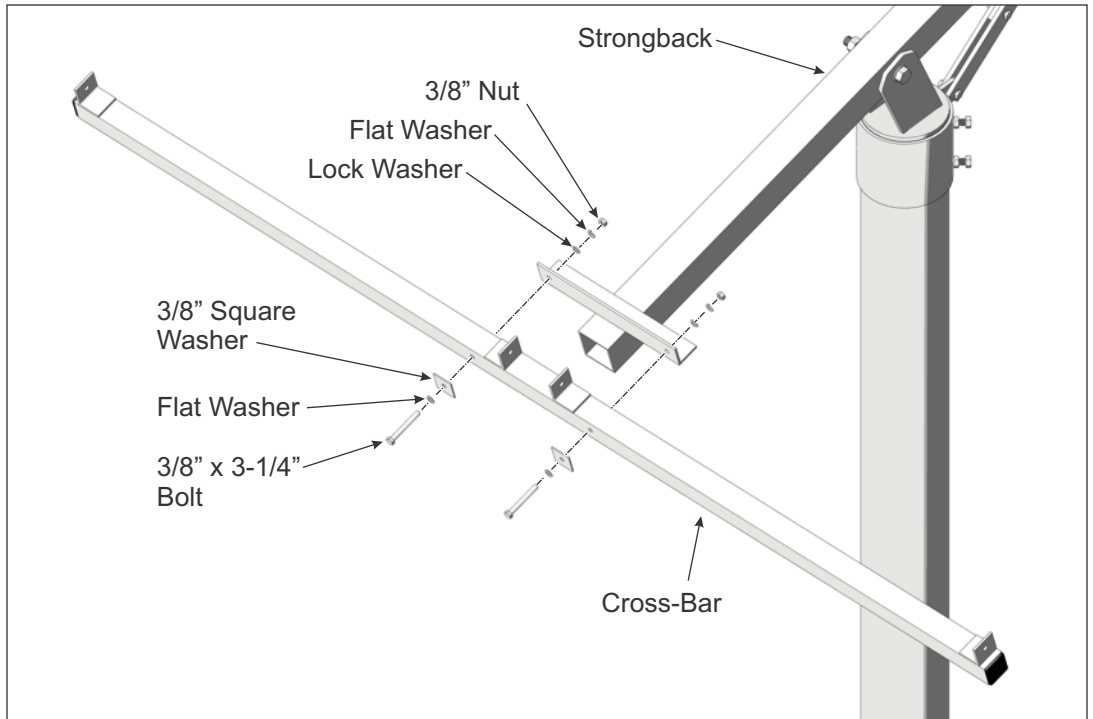 Strongback
3/8” Nut
Flat Washer
Lock Washer
3/8” Square
Washer
Flat Washer
3/8” x 3-1/4”
Bolt
Cross-Bar